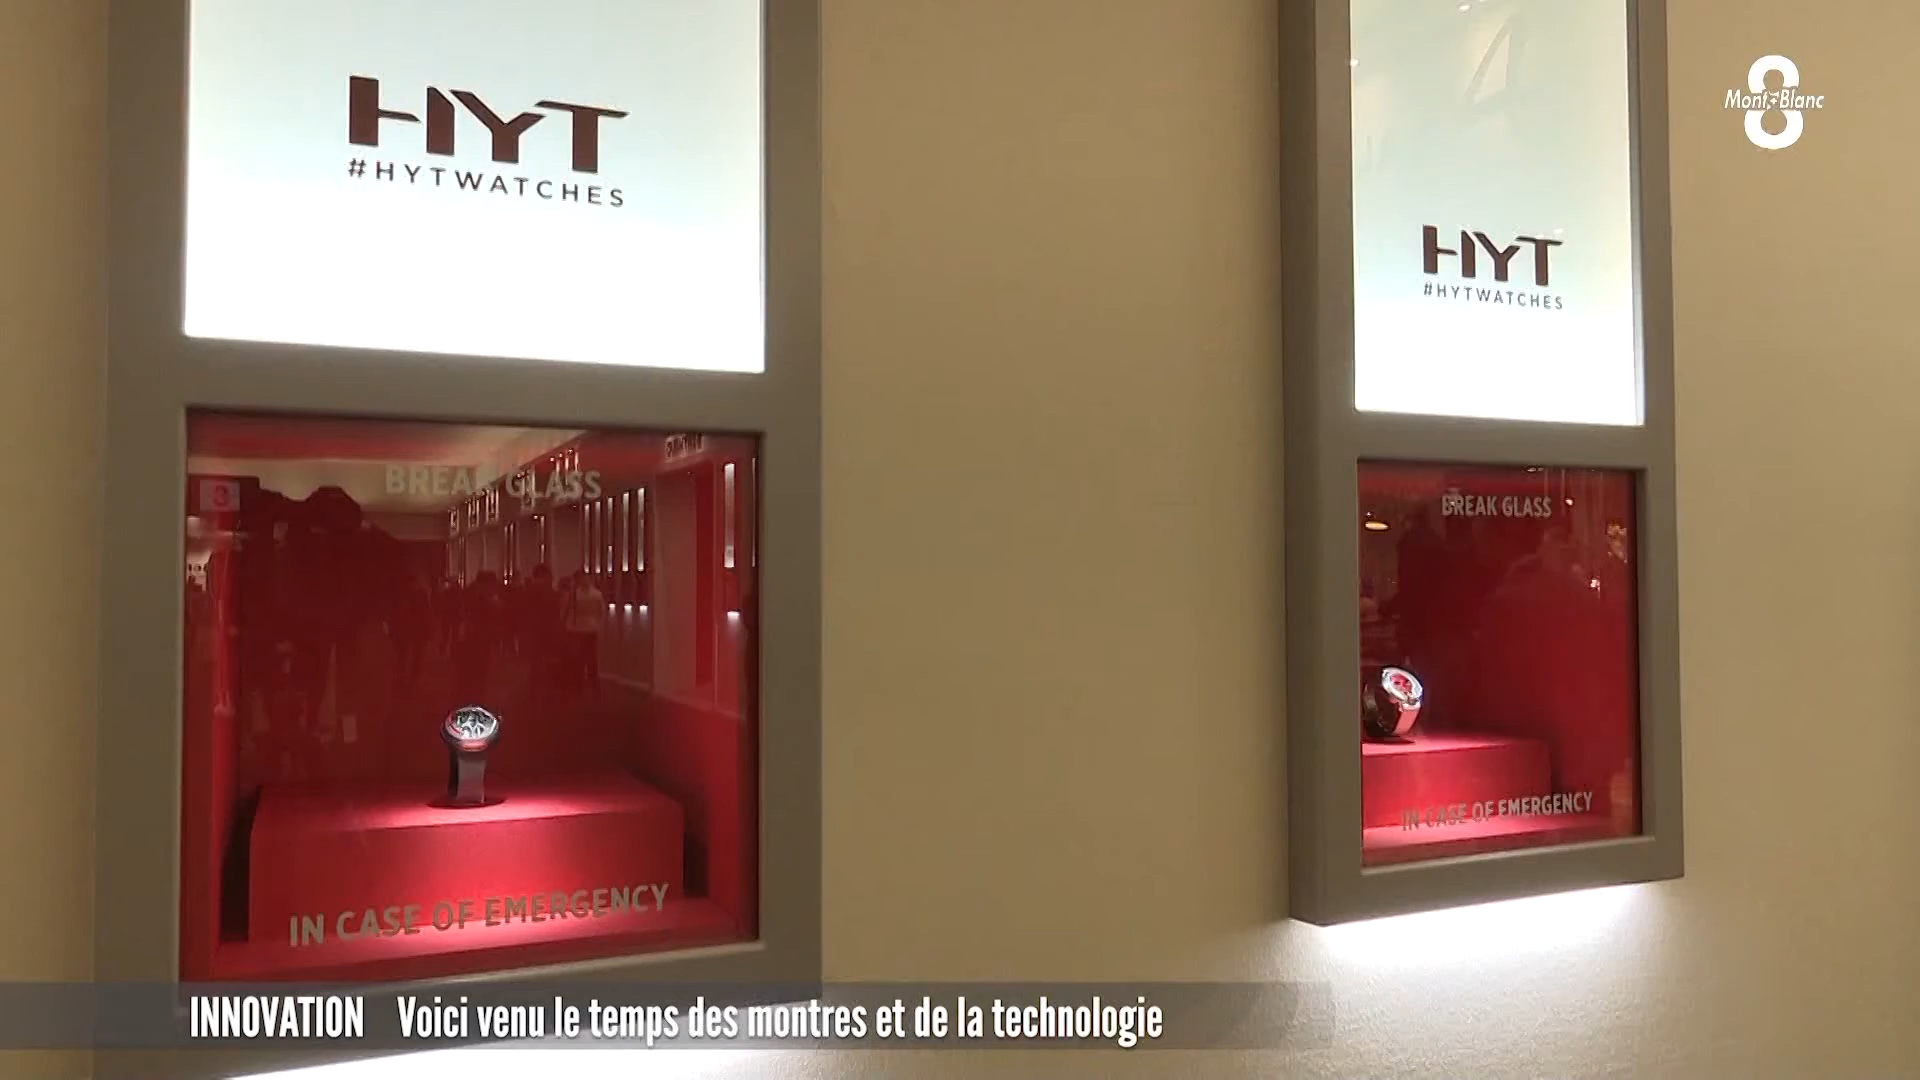 HYT
#HYTWATCHES
BREAK GLASS
IN CASE OF EMERGENCY
HYT
#HYTWATCHES
BREAK GLASS
IN CASE OF EMERGENCY
8
Mont-Blanc
INNOVATION Voici venu le temps des montres et de la technologie